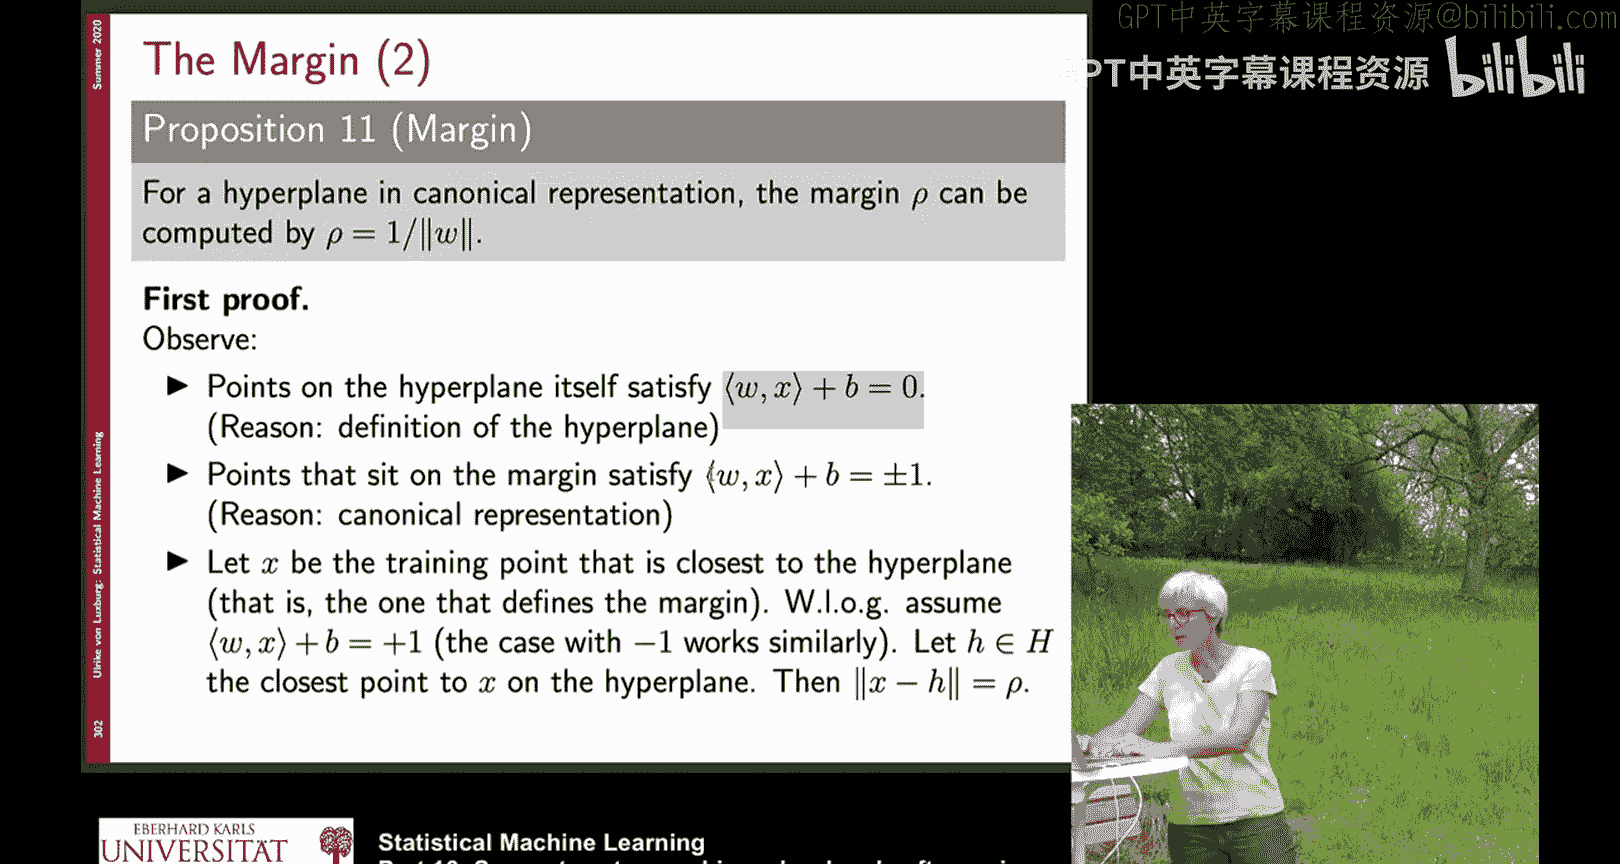 GPT中英字幕课程资源@bilibili.com
PT中英字幕课程资源 bilibili
Summer 2020
The Margin (2)
Proposition 11 (Margin)
For a hyperplane in canonical representation, the margin ρ can be
computed by ρ = 1/‖w‖.
First proof.
Observe:
▶ Points on the hyperplane itself satisfy ⟨w, x⟩ + b = 0.
(Reason: definition of the hyperplane)
▶ Points that sit on the margin satisfy ⟨w, x⟩ + b = ±1.
(Reason: canonical representation)
▶ Let x be the training point that is closest to the hyperplane
(that is, the one that defines the margin). W.l.o.g. assume
⟨w, x⟩ + b = +1 (the case with −1 works similarly). Let h ∈ H
the closest point to x on the hyperplane. Then ‖x − h‖ = ρ.
Ulrike von Luxburg: Statistical Machine Learning
302
EBERHARD KARLS
UNIVERSITÄT
Statistical Machine Learning